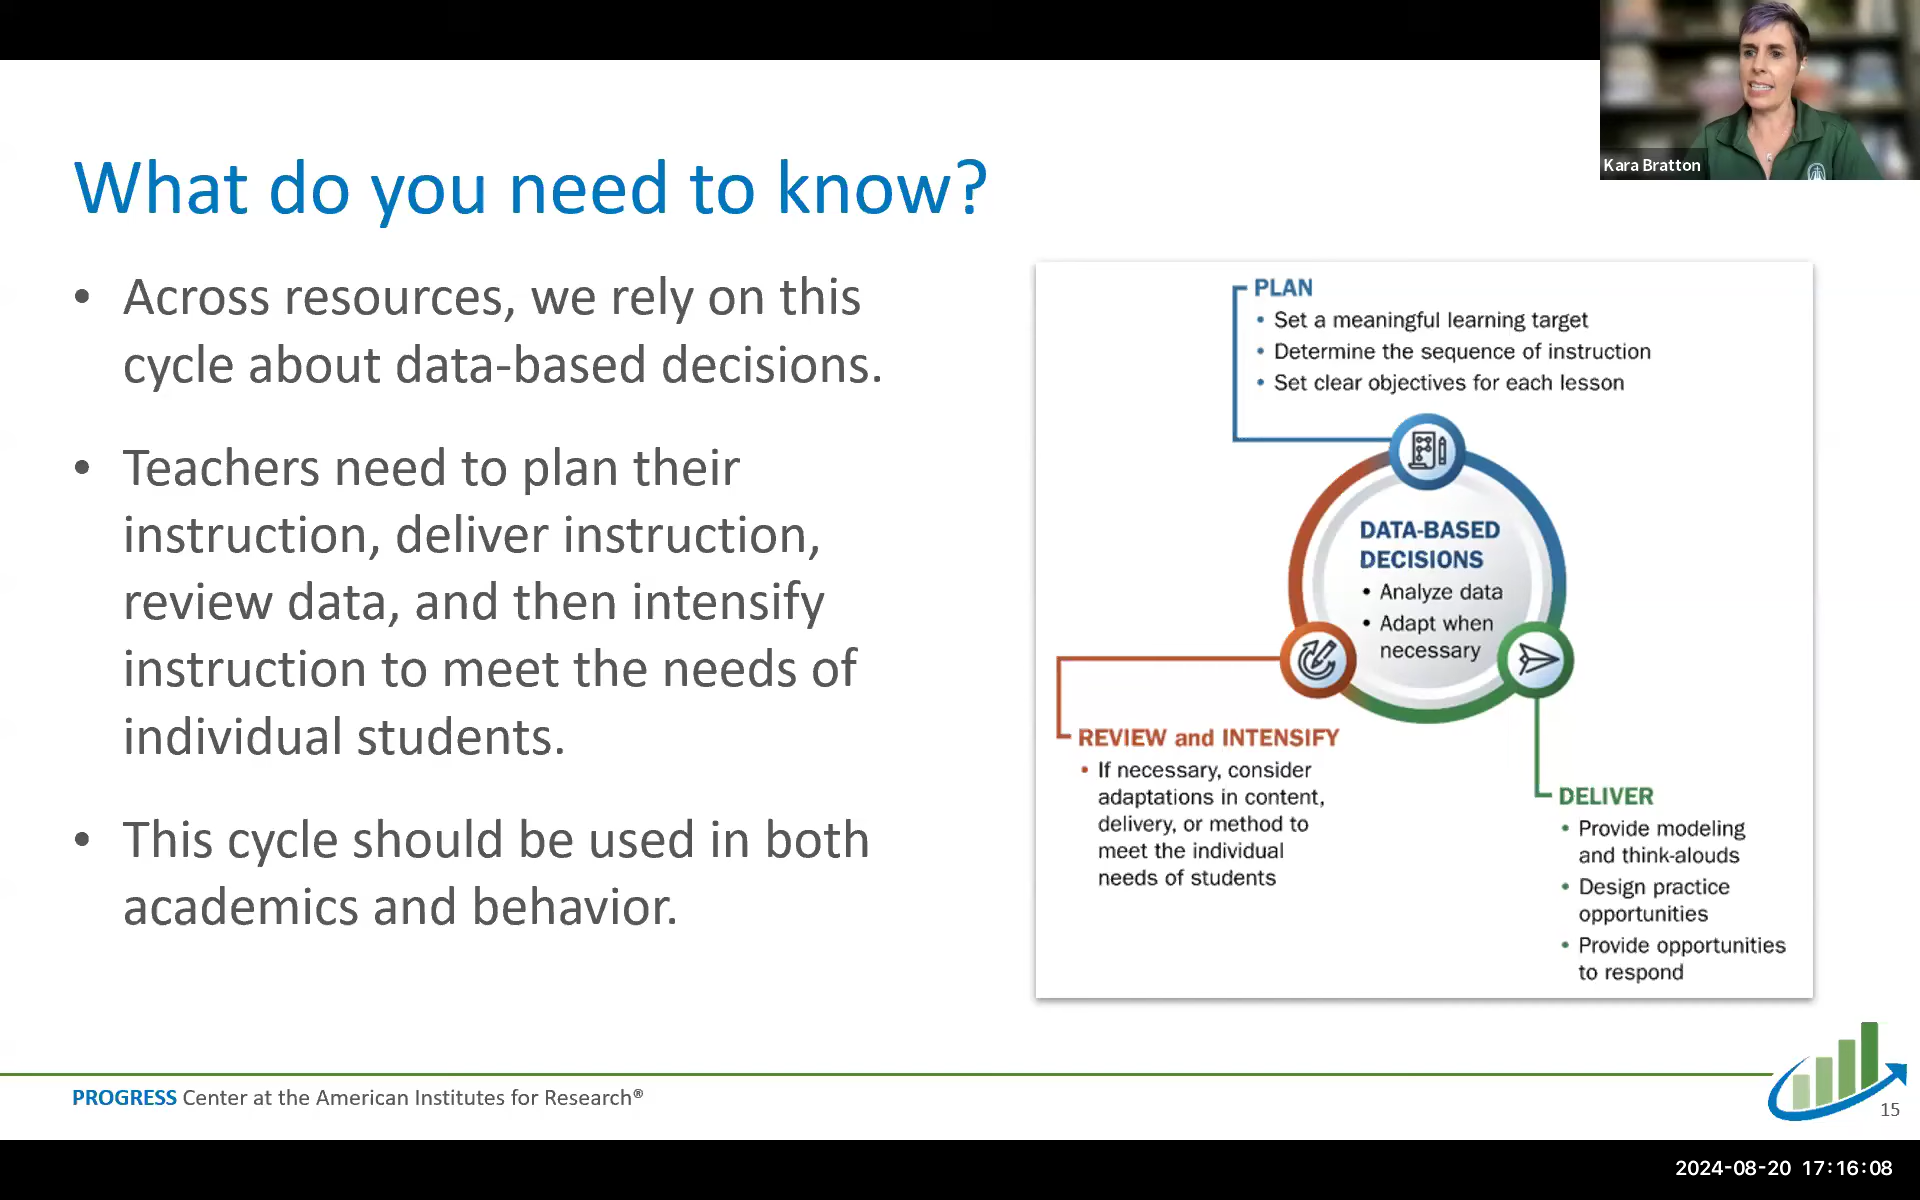 Kara Bratton
What do you need to know?
• Across resources, we rely on this
cycle about data-based decisions.
• Teachers need to plan their
instruction, deliver instruction,
review data, and then intensify
instruction to meet the needs of
individual students.
• This cycle should be used in both
academics and behavior.
PLAN
• Set a meaningful learning target
• Determine the sequence of instruction
• Set clear objectives for each lesson
DATA-BASED
DECISIONS
• Analyze data
• Adapt when
necessary
REVIEW and INTENSIFY
• If necessary, consider
adaptations in content,
delivery, or method to
meet the individual
needs of students
DELIVER
• Provide modeling
and think-alouds
• Design practice
opportunities
• Provide opportunities
to respond
PROGRESS Center at the American Institutes for Research®
15
2024-08-20 17:16:08